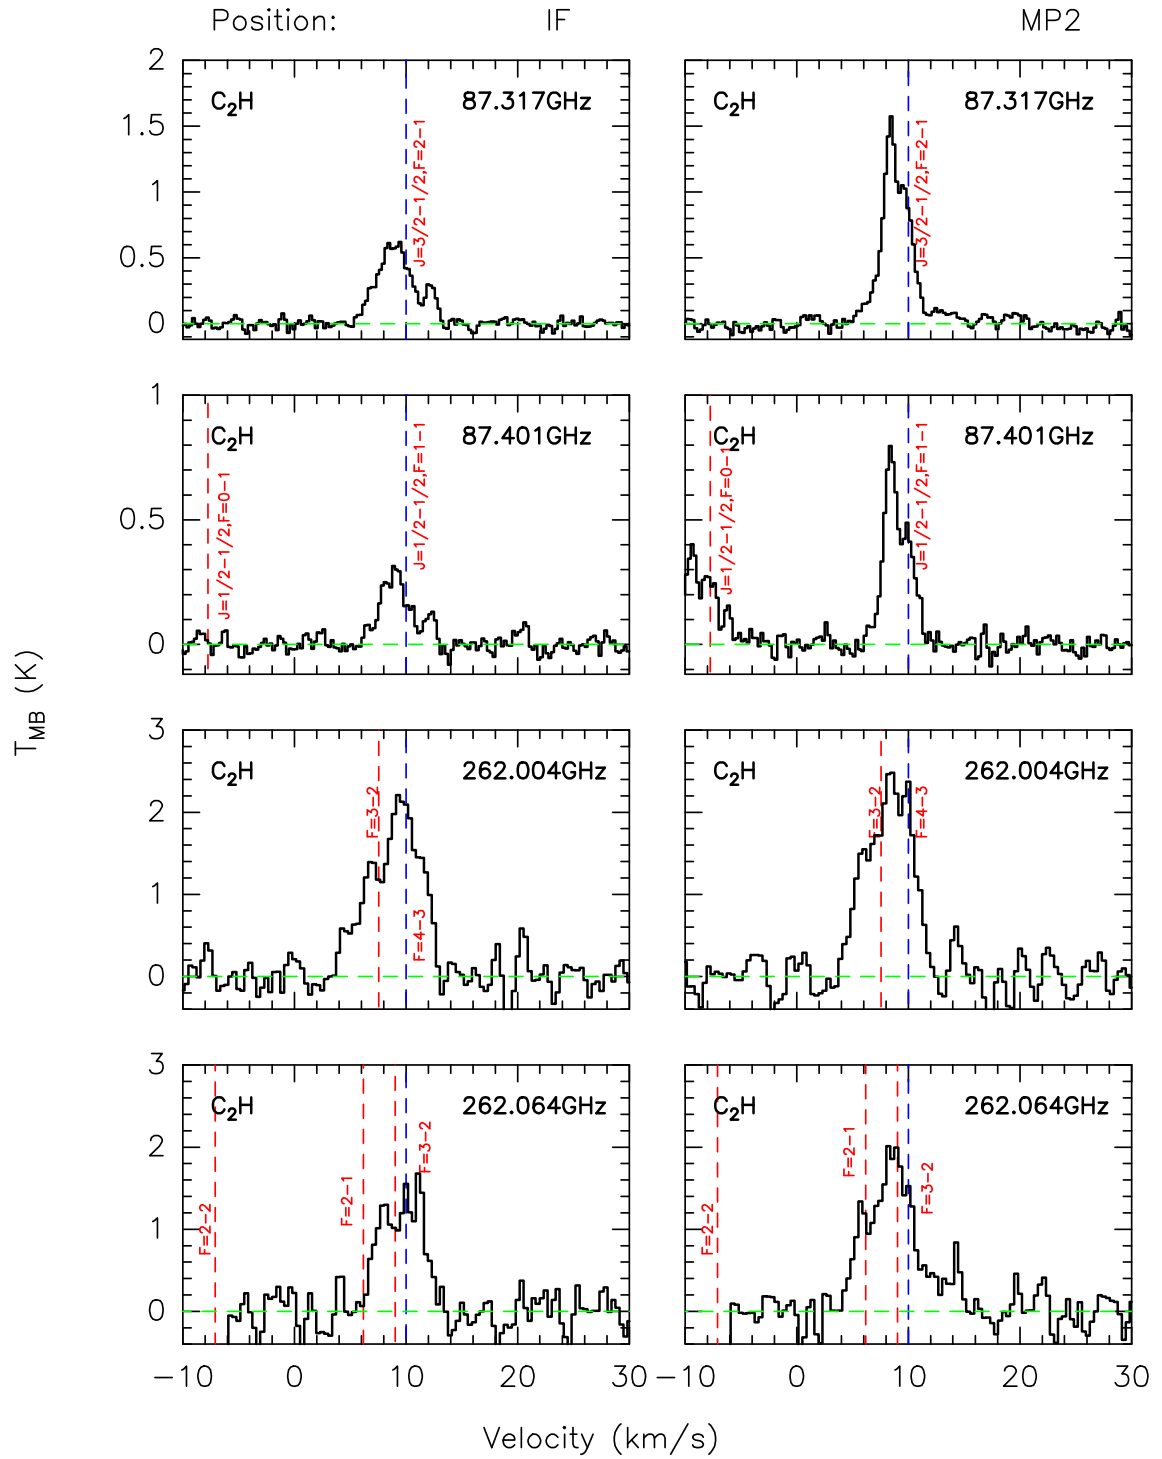 Position: IF MP2
2
C2H 87.317GHz C2H 87.317GHz
1.5
J=3/2-1/2,F=2-1 J=3/2-1/2,F=2-1
1
0.5
0
1
C2H 87.401GHz C2H 87.401GHz
J=1/2-1/2,F=0-1 J=1/2-1/2,F=1-1 J=1/2-1/2,F=0-1 J=1/2-1/2,F=1-1
0.5
0
TMB (K)
3
C2H 262.004GHz C2H 262.004GHz
F=3-2 F=4-3 F=3-2 F=4-3
2
1
0
3
C2H 262.064GHz C2H 262.064GHz
2
F=2-2 F=2-1 F=3-2 F=2-2 F=2-1 F=3-2
1
0
-10 0 10 20 30 -10 0 10 20 30
Velocity (km/s)